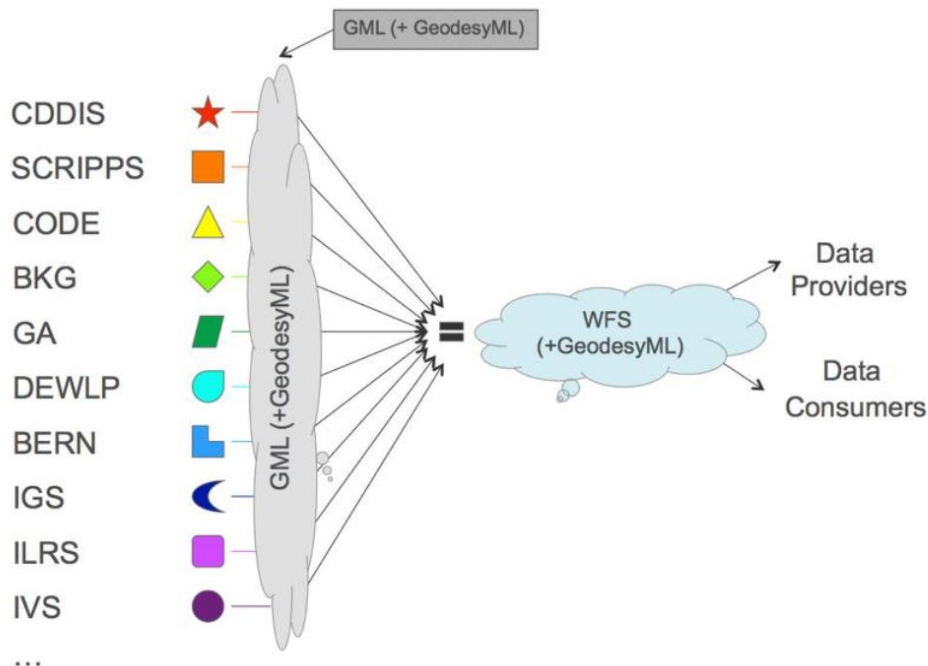 GML (+ GeodesyML)
CDDIS
SCRIPPS
CODE
BKG
GA
DEWLP
BERN
IGS
ILRS
IVS
...
GML (+GeodesyML)
=
WFS
(+GeodesyML)
Data
Providers
Data
Consumers